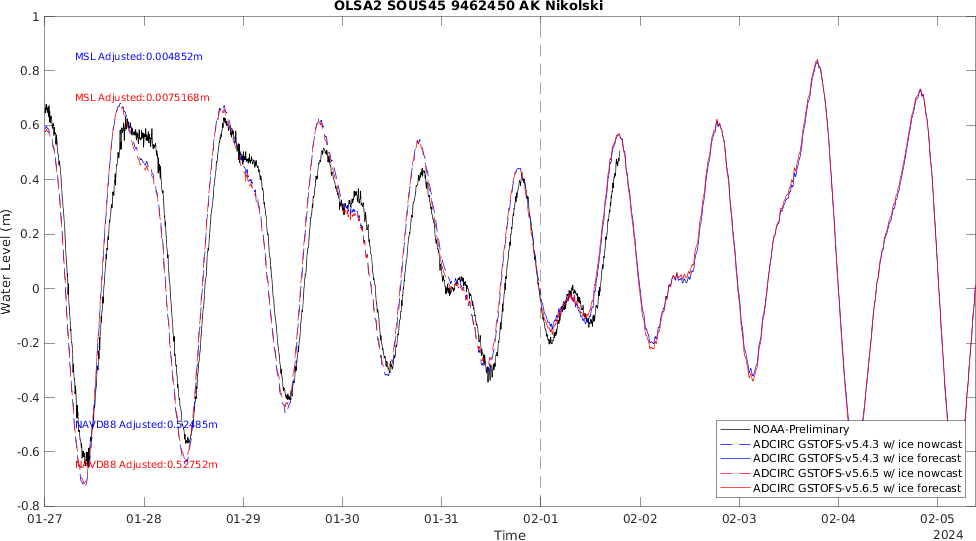 OLSA2 SOUS45 9462450 AK Nikolski
MSL Adjusted:0.004852m
MSL Adjusted:0.0075168m
NAVD88 Adjusted:0.52485m
NAVD88 Adjusted:0.52752m
Water Level (m)
1
0.8
0.6
0.4
0.2
0
-0.2
-0.4
-0.6
-0.8
NOAA-Preliminary
ADCIRC GSTOFS-v5.4.3 w/ ice nowcast
ADCIRC GSTOFS-v5.4.3 w/ ice forecast
ADCIRC GSTOFS-v5.6.5 w/ ice nowcast
ADCIRC GSTOFS-v5.6.5 w/ ice forecast
01-27 01-28 01-29 01-30 01-31 02-01 02-02 02-03 02-04 02-05
Time
2024